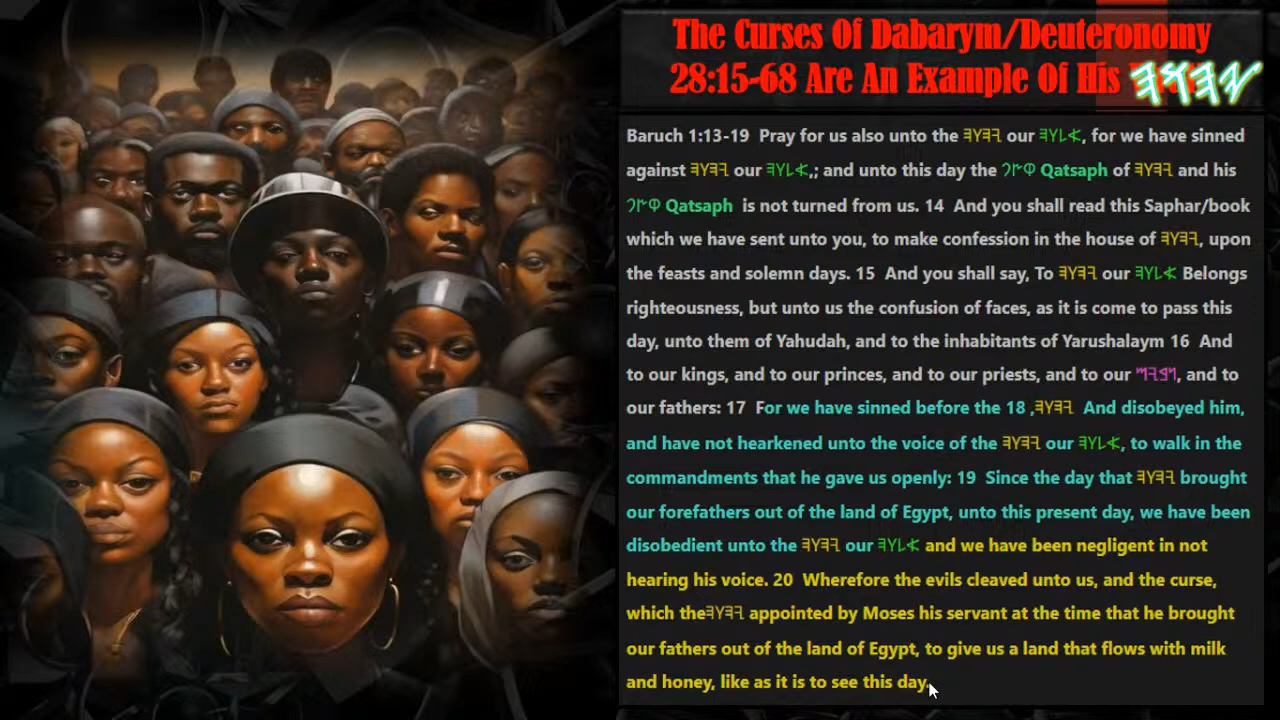 The Curses Of Dabarym/Deuteronomy
28:15-68 Are An Example Of His 𐤉𐤄𐤅𐤄
Baruch 1:13-19 Pray for us also unto the 𐤉𐤄𐤅𐤄 our 𐤀𐤋𐤅𐤄, for we have sinned
against 𐤉𐤄𐤅𐤄 our 𐤀𐤋𐤅𐤄,; and unto this day the 𐤒𐤑𐤐 Qatsaph of 𐤉𐤄𐤅𐤄 and his
𐤒𐤑𐤐 Qatsaph is not turned from us. 14 And you shall read this Saphar/book
which we have sent unto you, to make confession in the house of 𐤉𐤄𐤅𐤄, upon
the feasts and solemn days. 15 And you shall say, To 𐤉𐤄𐤅𐤄 our 𐤀𐤋𐤅𐤄 Belongs
righteousness, but unto us the confusion of faces, as it is come to pass this
day, unto them of Yahudah, and to the inhabitants of Yarushalaym 16 And
to our kings, and to our princes, and to our priests, and to our 𐤍𐤁𐤉𐤌, and to
our fathers: 17 For we have sinned before the 18 ,𐤉𐤄𐤅𐤄 And disobeyed him,
and have not hearkened unto the voice of the 𐤉𐤄𐤅𐤄 our 𐤀𐤋𐤅𐤄, to walk in the
commandments that he gave us openly: 19 Since the day that 𐤉𐤄𐤅𐤄 brought
our forefathers out of the land of Egypt, unto this present day, we have been
disobedient unto the 𐤉𐤄𐤅𐤄 our 𐤀𐤋𐤅𐤄 and we have been negligent in not
hearing his voice. 20 Wherefore the evils cleaved unto us, and the curse,
which the𐤉𐤄𐤅𐤄 appointed by Moses his servant at the time that he brought
our fathers out of the land of Egypt, to give us a land that flows with milk
and honey, like as it is to see this day.